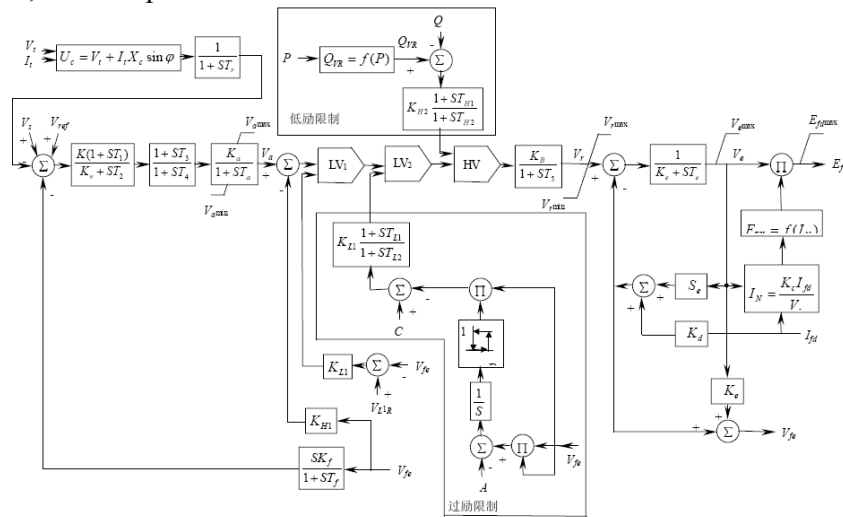 V_t
I_t
U_c = V_t + I_t X_c sin φ
1 / (1 + ST_r)
P
Q_VR = f(P)
Q_VR
+
Q
-
Σ
K_H2 (1 + ST_H1) / (1 + ST_H2)
低励限制
V_s
V_ref
+
+
-
-
Σ
K(1 + ST_1) / (K_v + ST_2)
(1 + ST_3) / (1 + ST_4)
V_amax
K_a / (1 + ST_a)
V_amin
V_a
+
-
Σ
LV_1
LV_2
HV
K_B / (1 + ST_5)
V_r
V_rmax
V_rmin
+
-
Σ
1 / (K_e + ST_e)
V_emax
V_e
Π
E_fdmax
E_f
K_L1 (1 + ST_L1) / (1 + ST_L2)
Σ
-
+
C
Π
1
1 / S
Σ
+
-
A
Π
V_fe
过励限制
K_L1
Σ
-
V_fe
+
V_L1R
K_H1
SK_f / (1 + ST_f)
V_fe
I_N = K_c I_fd / V
Σ
+
+
S_e
K_d
I_fd
K_e
+
+
Σ
V_fe